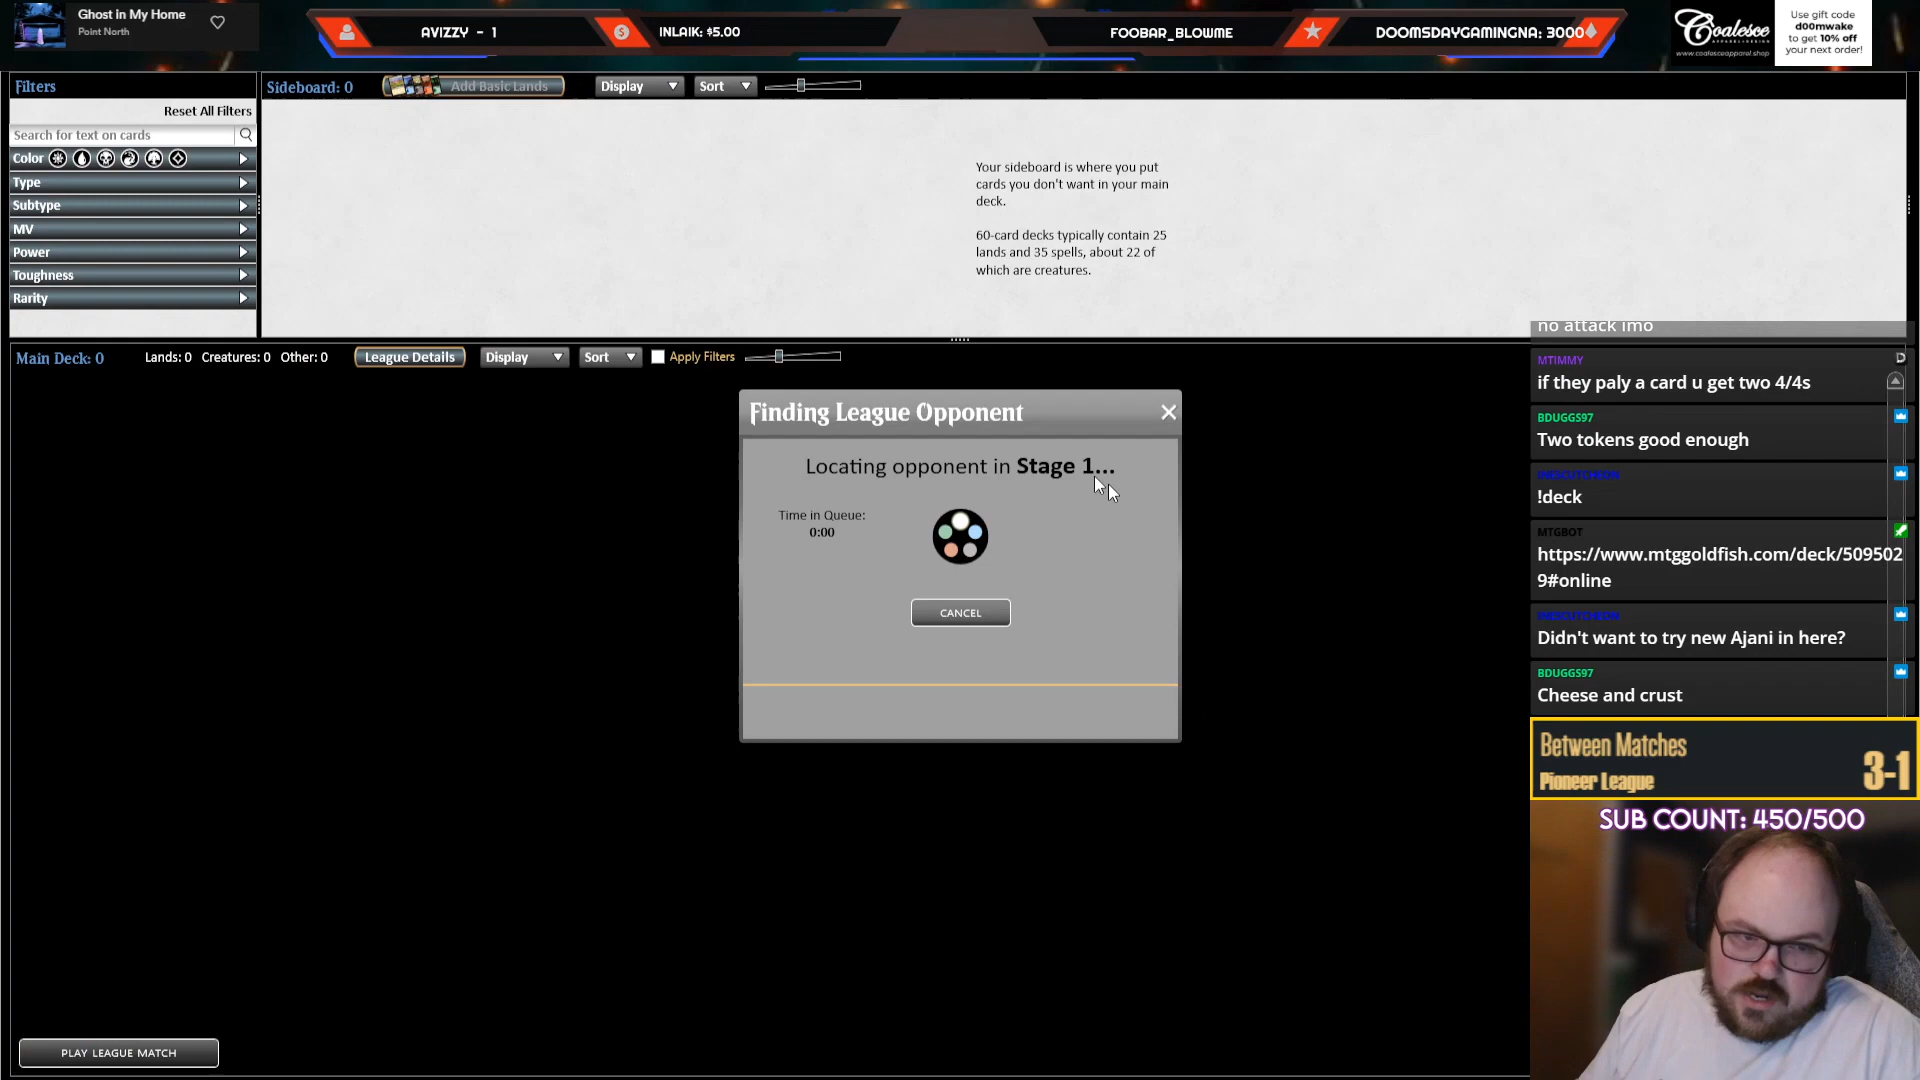 Ghost in My Home
Point North
AVIZZY - 1
INLAIK: $5.00
FOOBAR_BLOWME
DOOMSDAYGAMINGNA: 3000
Coalesce
www.coalesceapparel.shop
Use gift code
d00mwake
to get 10% off
your next order!
Filters
Reset All Filters
Search for text on cards
Color
Type
Subtype
MV
Power
Toughness
Rarity
Sideboard: 0
Add Basic Lands
Display
Sort
Your sideboard is where you put
cards you don't want in your main
deck.
60-card decks typically contain 25
lands and 35 spells, about 22 of
which are creatures.
Main Deck: 0
Lands: 0 Creatures: 0 Other: 0
League Details
Display
Sort
Apply Filters
Finding League Opponent
Locating opponent in Stage 1...
Time in Queue:
0:00
CANCEL
PLAY LEAGUE MATCH
no attack imo
MTIMMY
if they paly a card u get two 4/4s
BDUGGS97
Two tokens good enough
!deck
MTGBOT
https://www.mtggoldfish.com/deck/509502
9#online
Didn't want to try new Ajani in here?
BDUGGS97
Cheese and crust
Between Matches
Pioneer League
3-1
SUB COUNT: 450/500